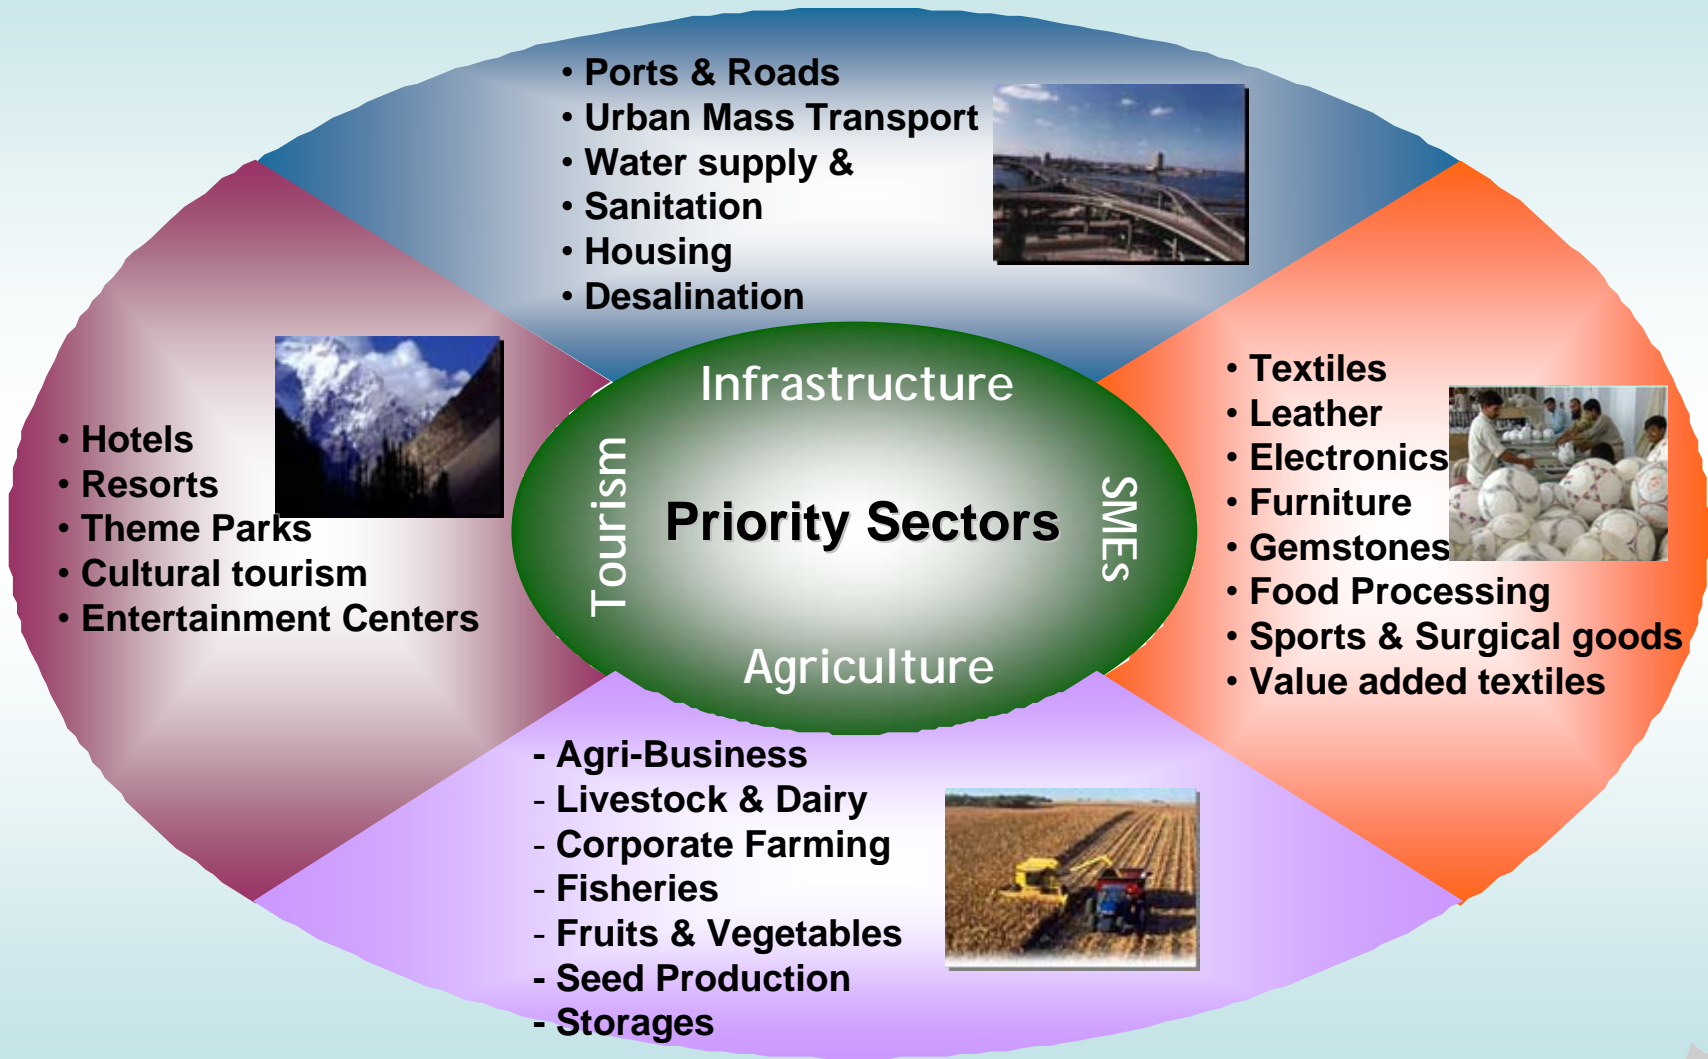 • Ports & Roads
• Urban Mass Transport
• Water supply &
• Sanitation
• Housing
• Desalination
Infrastructure
Tourism
Priority Sectors
SMEs
Agriculture
• Hotels
• Resorts
• Theme Parks
• Cultural tourism
• Entertainment Centers
• Textiles
• Leather
• Electronics
• Furniture
• Gemstones
• Food Processing
• Sports & Surgical goods
• Value added textiles
- Agri-Business
- Livestock & Dairy
- Corporate Farming
- Fisheries
- Fruits & Vegetables
- Seed Production
- Storages